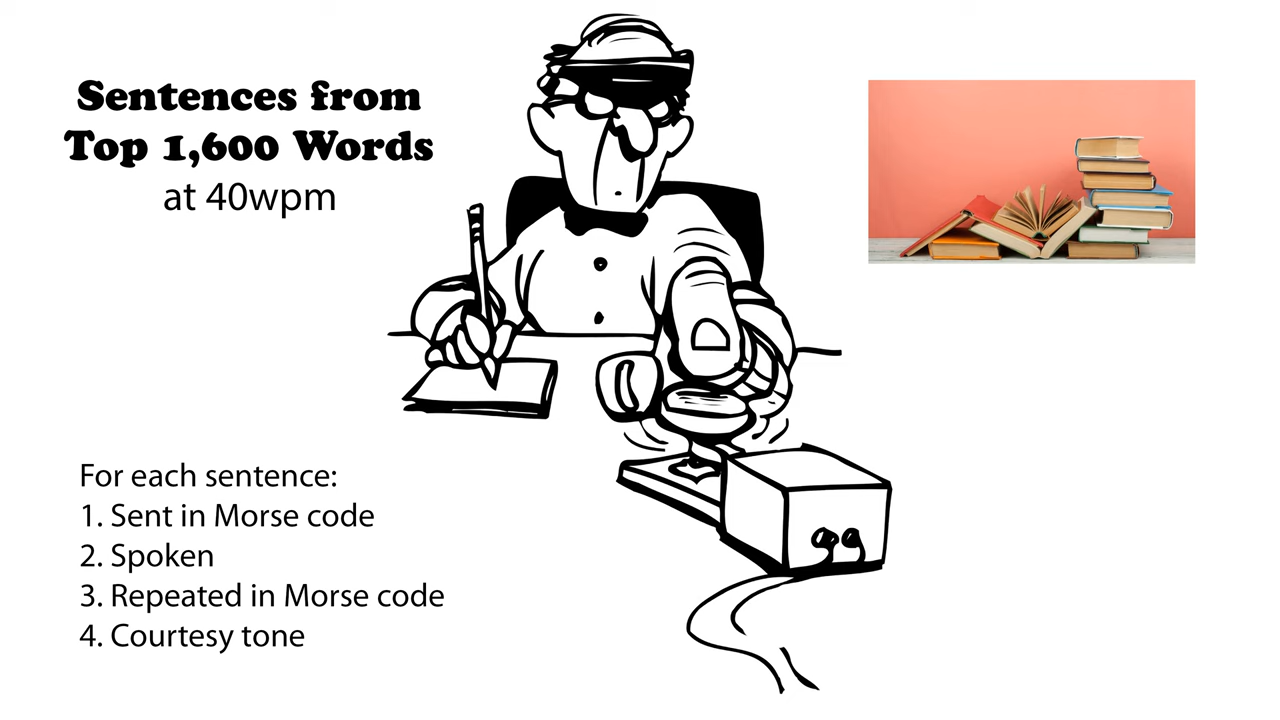 Sentences from
Top 1,600 Words
at 40wpm
For each sentence:
1. Sent in Morse code
2. Spoken
3. Repeated in Morse code
4. Courtesy tone